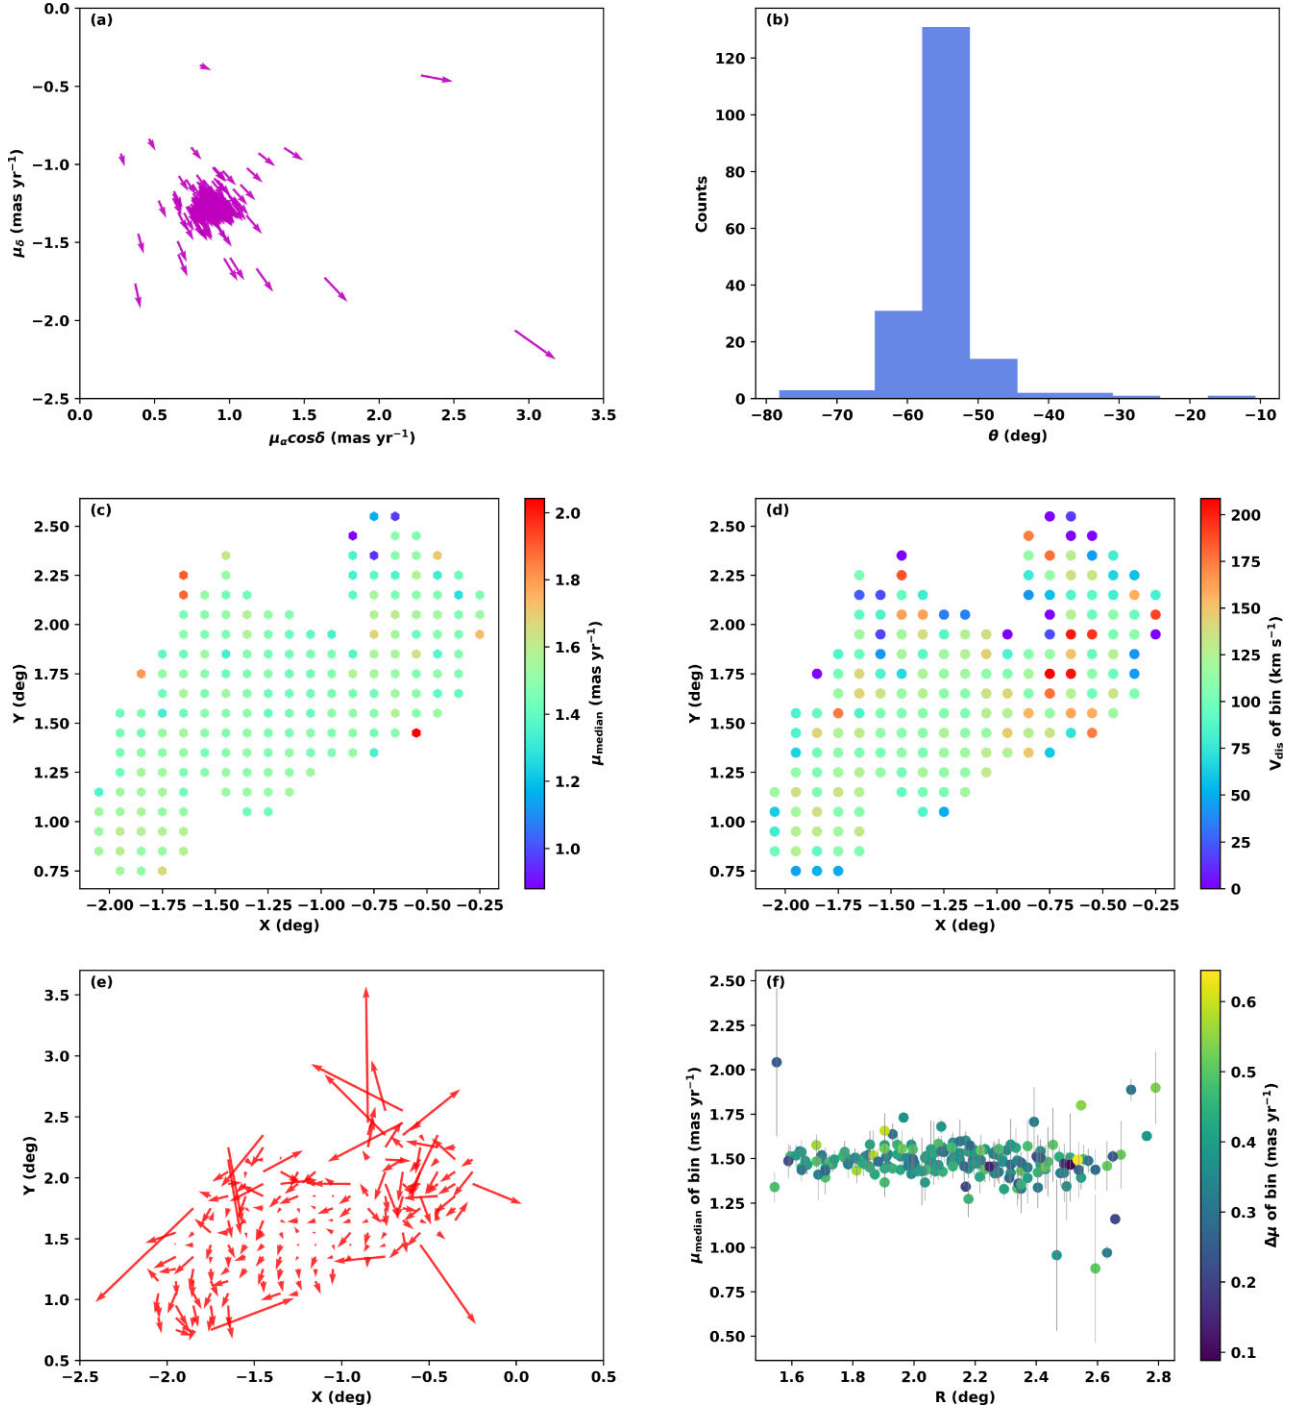 (a)
0.0
−0.5
−1.0
−1.5
−2.0
−2.5
μδ (mas yr⁻¹)
0.0 0.5 1.0 1.5 2.0 2.5 3.0 3.5
μαcosδ (mas yr⁻¹)
(b)
120
100
80
60
40
20
0
Counts
−80 −70 −60 −50 −40 −30 −20 −10
θ (deg)
(c)
2.50
2.25
2.00
1.75
1.50
1.25
1.00
0.75
Y (deg)
−2.00 −1.75 −1.50 −1.25 −1.00 −0.75 −0.50 −0.25
X (deg)
2.0
1.8
1.6
1.4
1.2
1.0
μmedian (mas yr⁻¹)
(d)
2.50
2.25
2.00
1.75
1.50
1.25
1.00
0.75
Y (deg)
−2.00 −1.75 −1.50 −1.25 −1.00 −0.75 −0.50 −0.25
X (deg)
200
175
150
125
100
75
50
25
0
Vdis of bin (km s⁻¹)
(e)
3.5
3.0
2.5
2.0
1.5
1.0
0.5
Y (deg)
−2.5 −2.0 −1.5 −1.0 −0.5 0.0 0.5
X (deg)
(f)
2.50
2.25
2.00
1.75
1.50
1.25
1.00
0.75
0.50
μmedian of bin (mas yr⁻¹)
1.6 1.8 2.0 2.2 2.4 2.6 2.8
R (deg)
0.6
0.5
0.4
0.3
0.2
0.1
Δμ of bin (mas yr⁻¹)